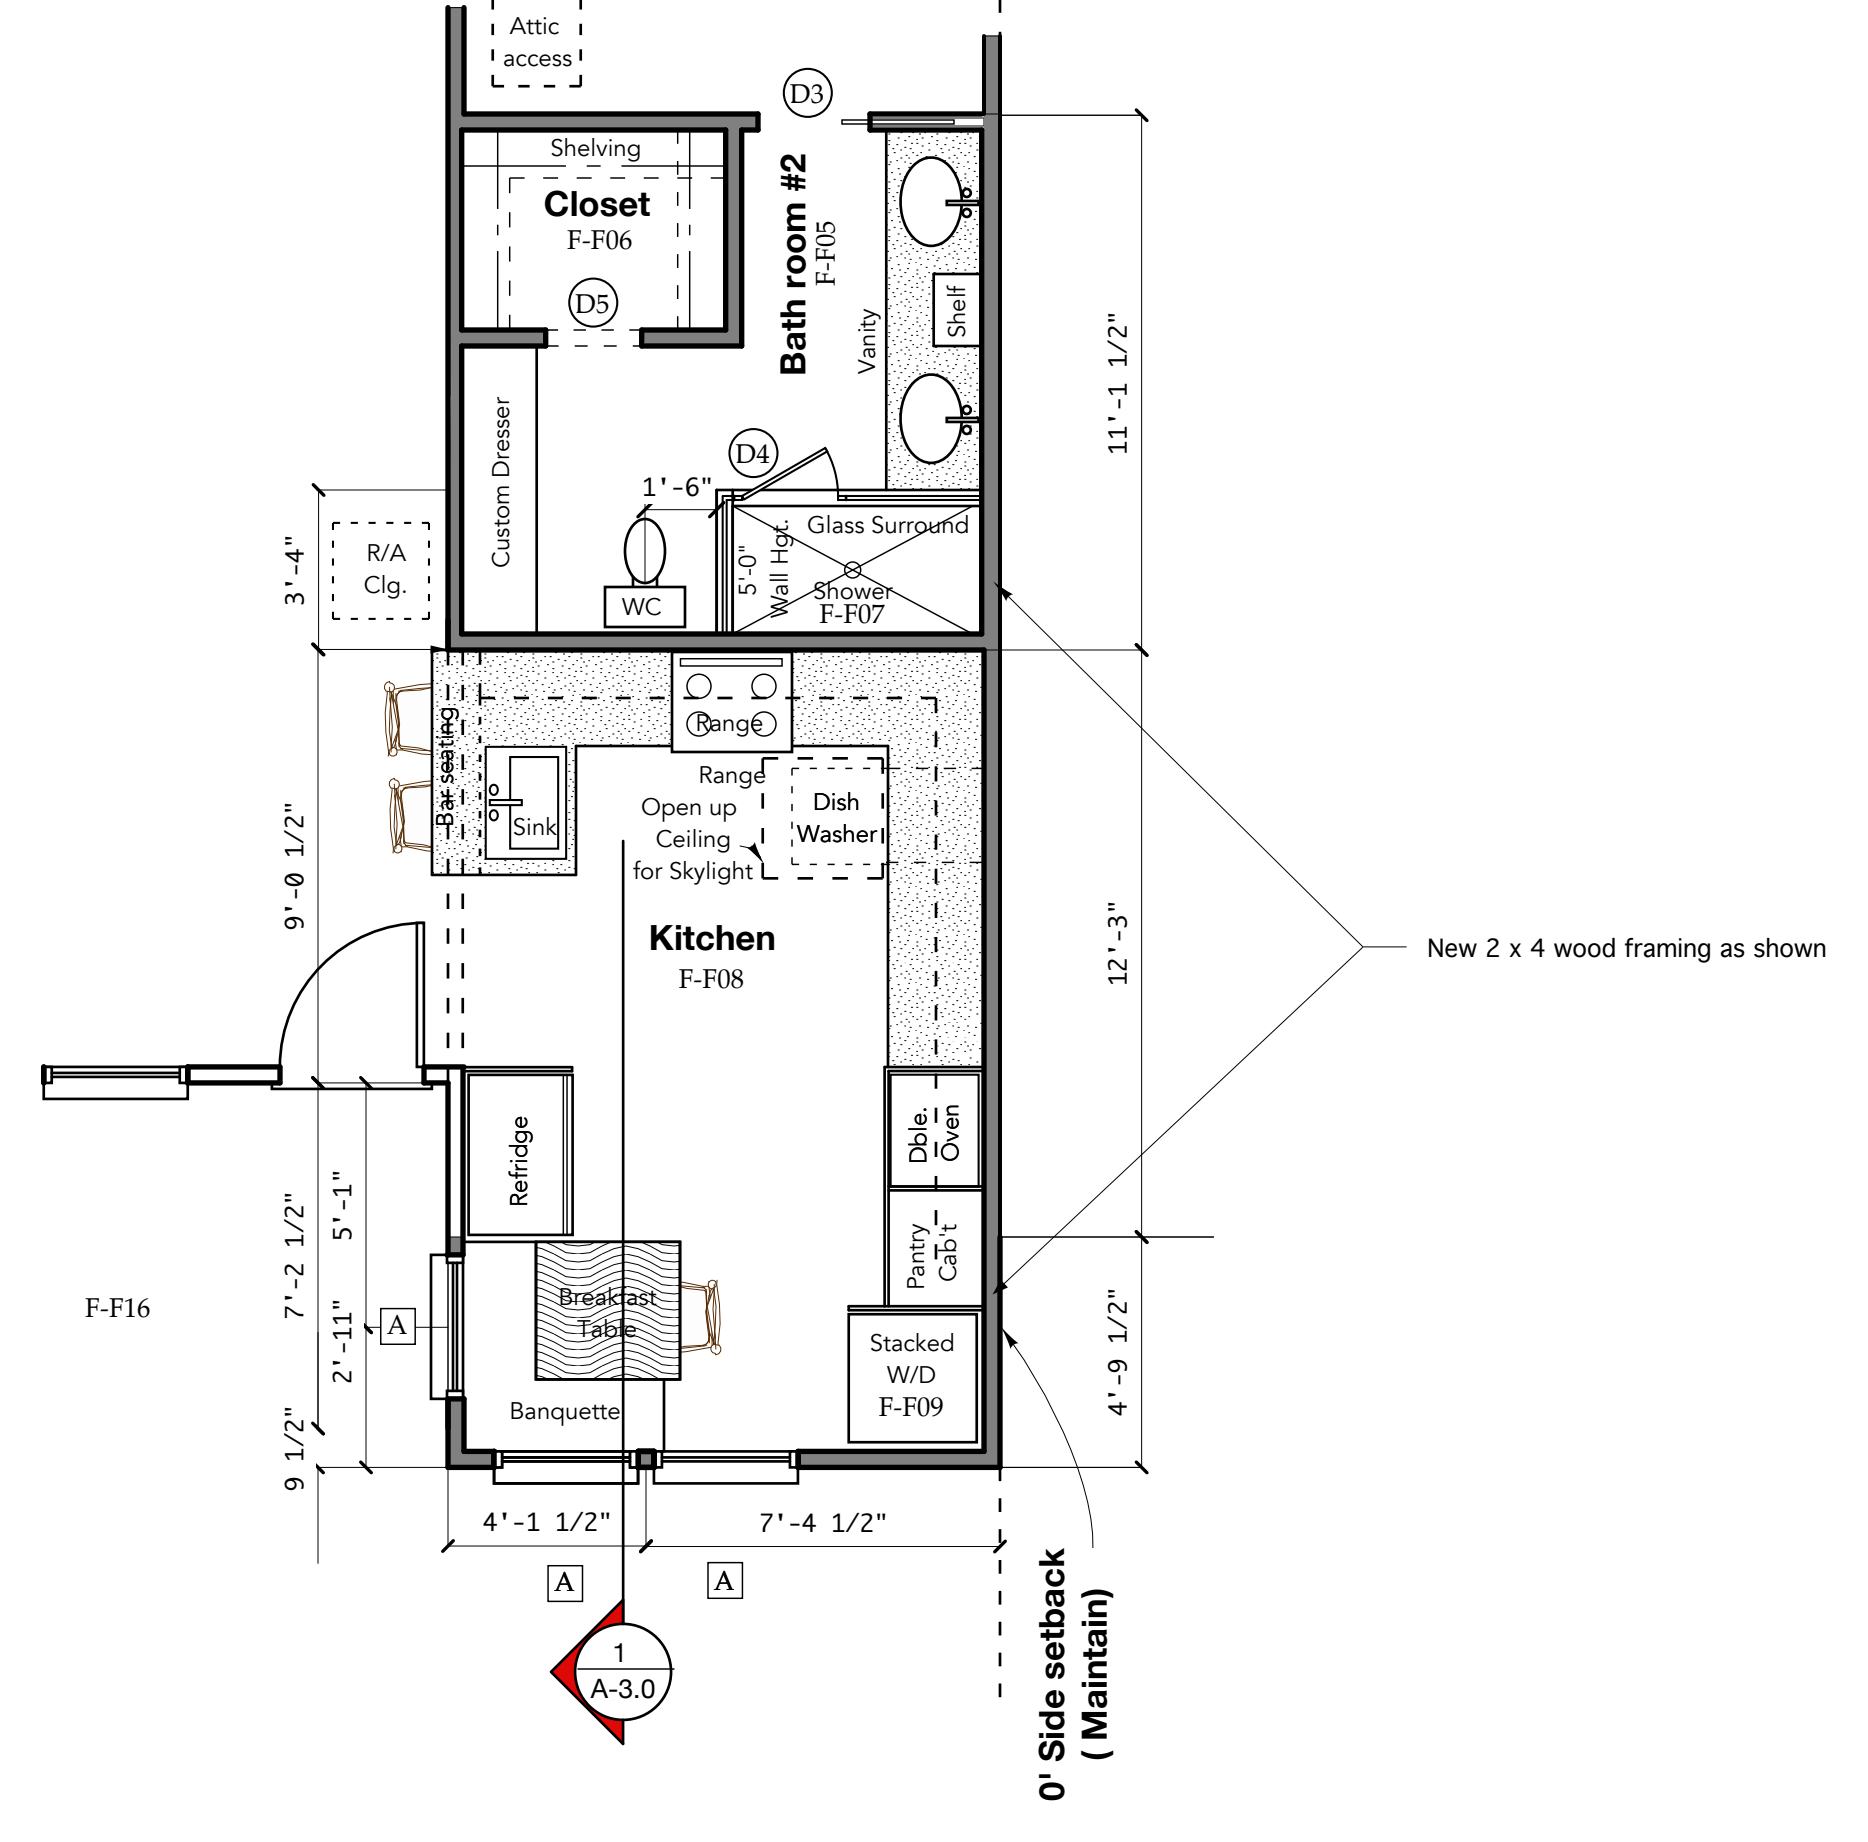 Attic
access
D3
Shelving
Closet
F-F06
D5
Bath room #2
F-F05
Vanity
Shelf
11'-1 1/2"
Custom Dresser
D4
1'-6"
Glass Surround
5'-0"
Wall Hgt.
Shower
F-F07
WC
3'-4"
R/A
Clg.
Bar seating
Range
Range
Sink
Open up
Ceiling
for Skylight
Dish
Washer
9'-0 1/2"
Kitchen
F-F08
12'-3"
New 2 x 4 wood framing as shown
Refridge
Dble.
Oven
Pantry
Cab't
7'-2 1/2"
5'-1"
F-F16
2'-11"
A
Breakfast
Table
Stacked
W/D
F-F09
4'-9 1/2"
Banquette
9 1/2"
4'-1 1/2"
7'-4 1/2"
A
A
1
A-3.0
0' Side setback
( Maintain)